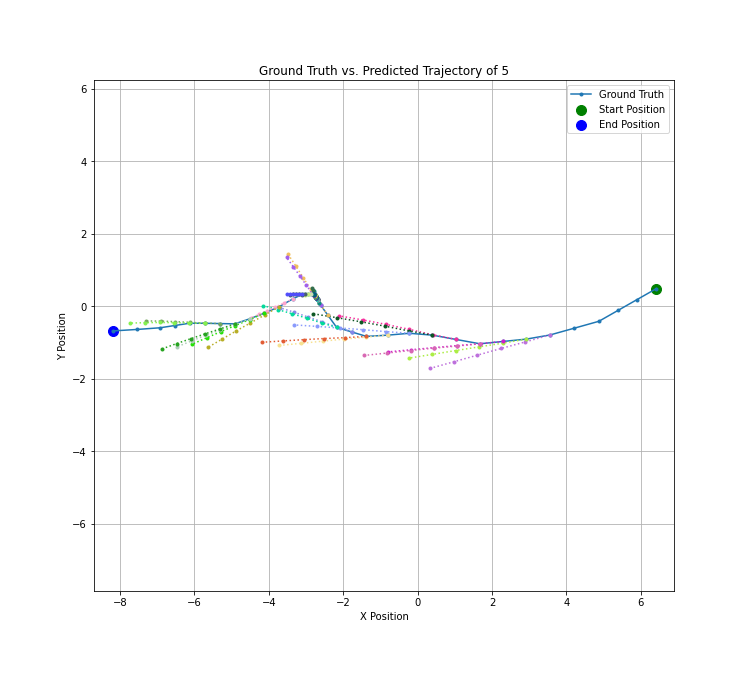 Ground Truth vs. Predicted Trajectory of 5
Ground Truth
Start Position
End Position
Y Position
6
4
2
0
−2
−4
−6
−8
−6
−4
−2
0
2
4
6
X Position